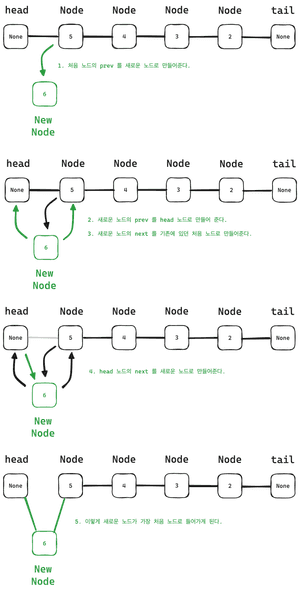 head Node Node Node Node tail
None 5 4 3 2 None
1. 처음 노드의 prev 를 새로운 노드로 만들어준다.
6
New
Node
head Node Node Node Node tail
None 5 4 3 2 None
2. 새로운 노드의 prev 를 head 노드로 만들어 준다.
3. 새로운 노드의 next 를 기존에 있던 처음 노드로 만들어준다.
6
New
Node
head Node Node Node Node tail
None 5 4 3 2 None
4. head 노드의 next 를 새로운 노드로 만들어준다.
6
New
Node
head Node Node Node Node tail
None 5 4 3 2 None
5. 이렇게 새로운 노드가 가장 처음 노드로 들어가게 된다.
6
New
Node